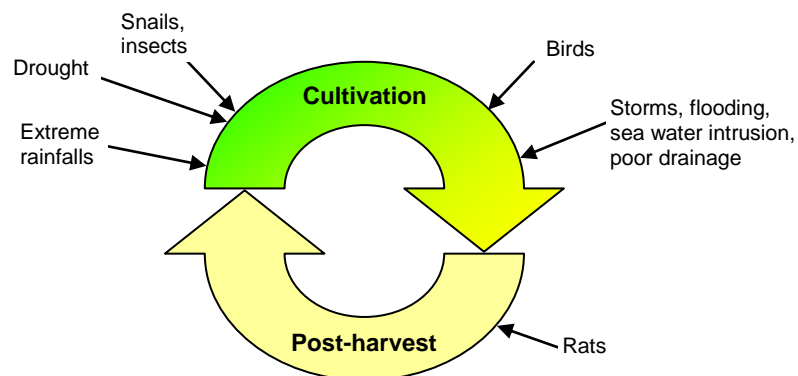 Snails,
insects
Birds
Drought
Cultivation
Storms, flooding,
sea water intrusion,
poor drainage
Extreme
rainfalls
Post-harvest
Rats